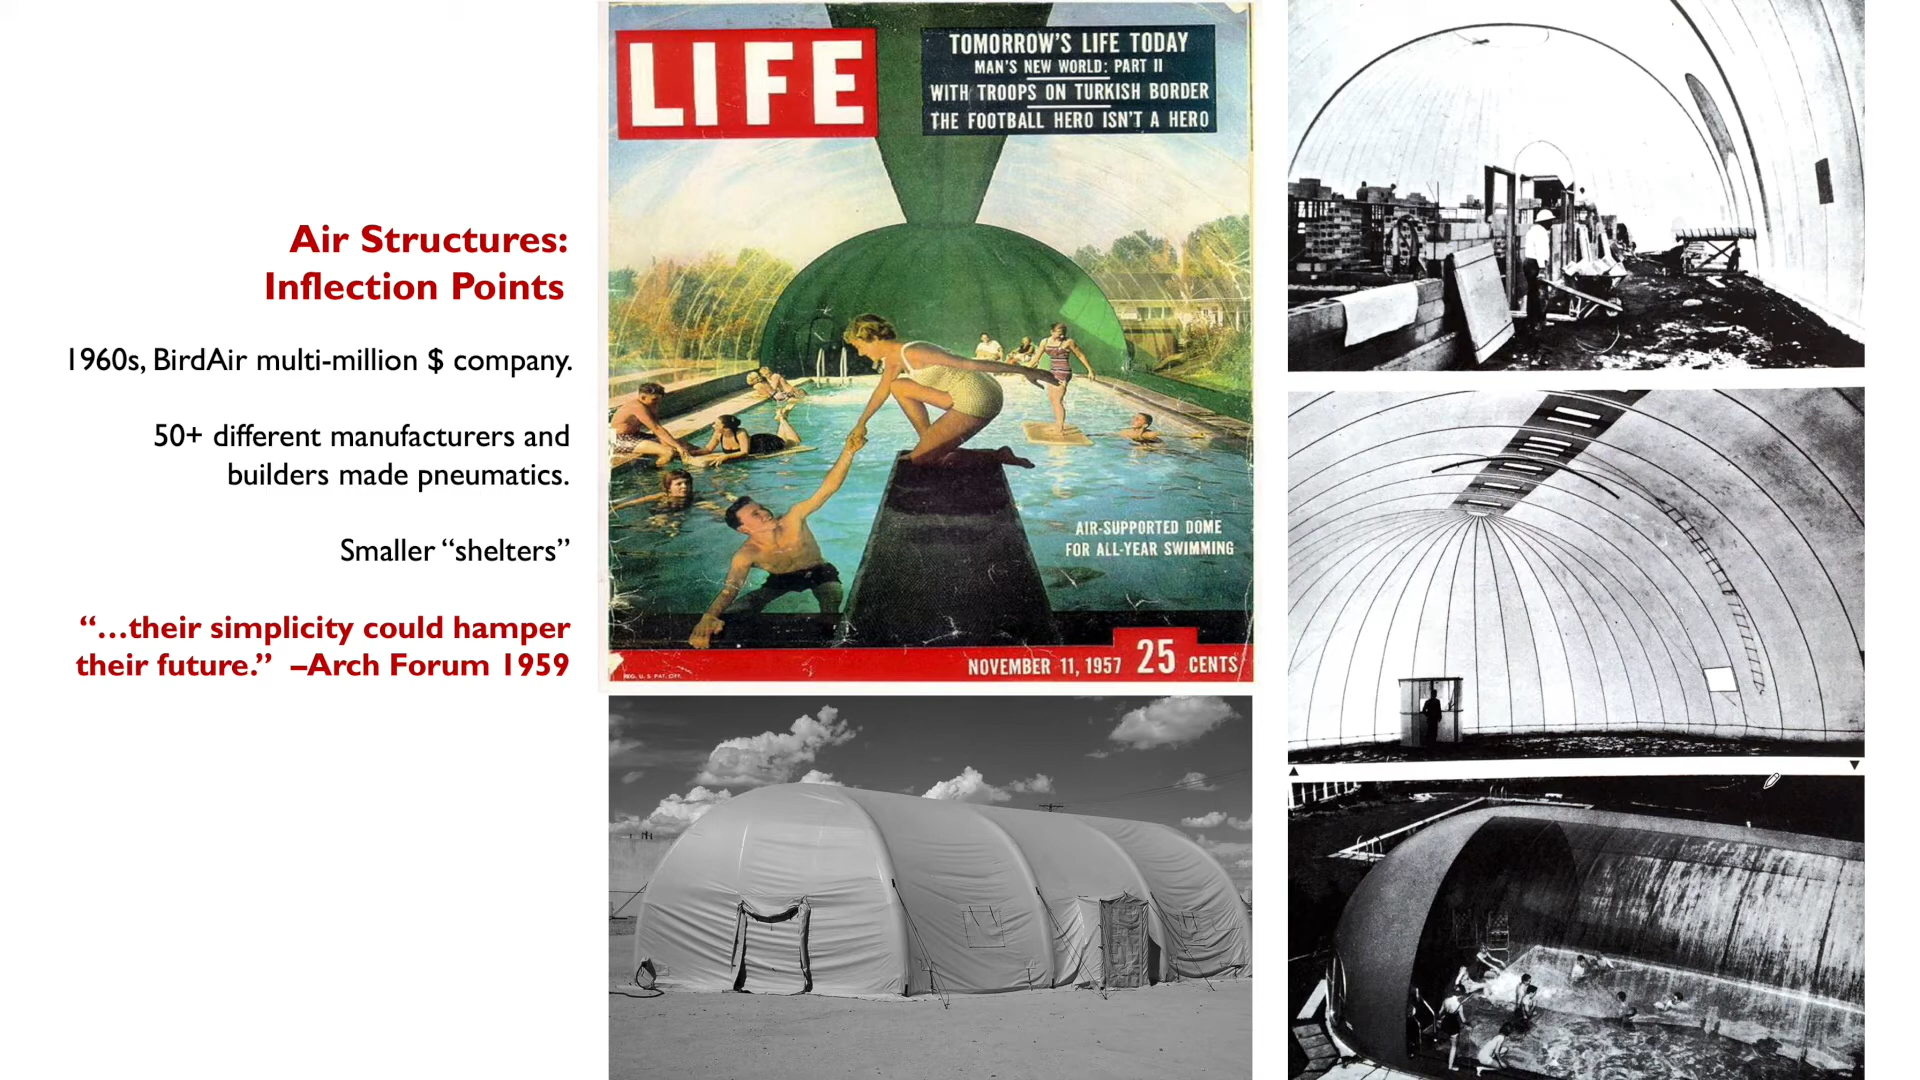 Air Structures:
Inflection Points
1960s, BirdAir multi-million $ company.
50+ different manufacturers and
builders made pneumatics.
Smaller “shelters”
“…their simplicity could hamper
their future.” –Arch Forum 1959
LIFE
TOMORROW'S LIFE TODAY
MAN'S NEW WORLD: PART II
WITH TROOPS ON TURKISH BORDER
THE FOOTBALL HERO ISN'T A HERO
AIR-SUPPORTED DOME
FOR ALL-YEAR SWIMMING
REG. U. S. PAT. OFF.
NOVEMBER 11, 1957 25 CENTS